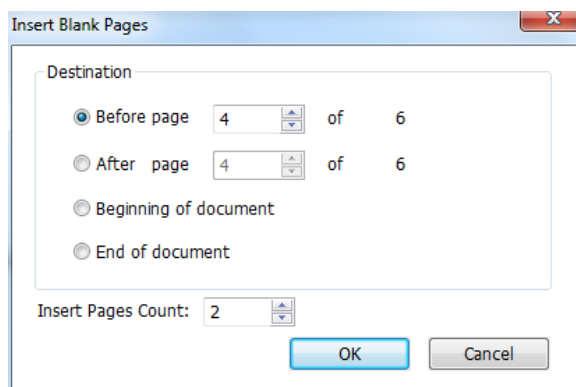 Insert Blank Pages
Destination
Before page 4 of 6
After page 4 of 6
Beginning of document
End of document
Insert Pages Count: 2
OK Cancel